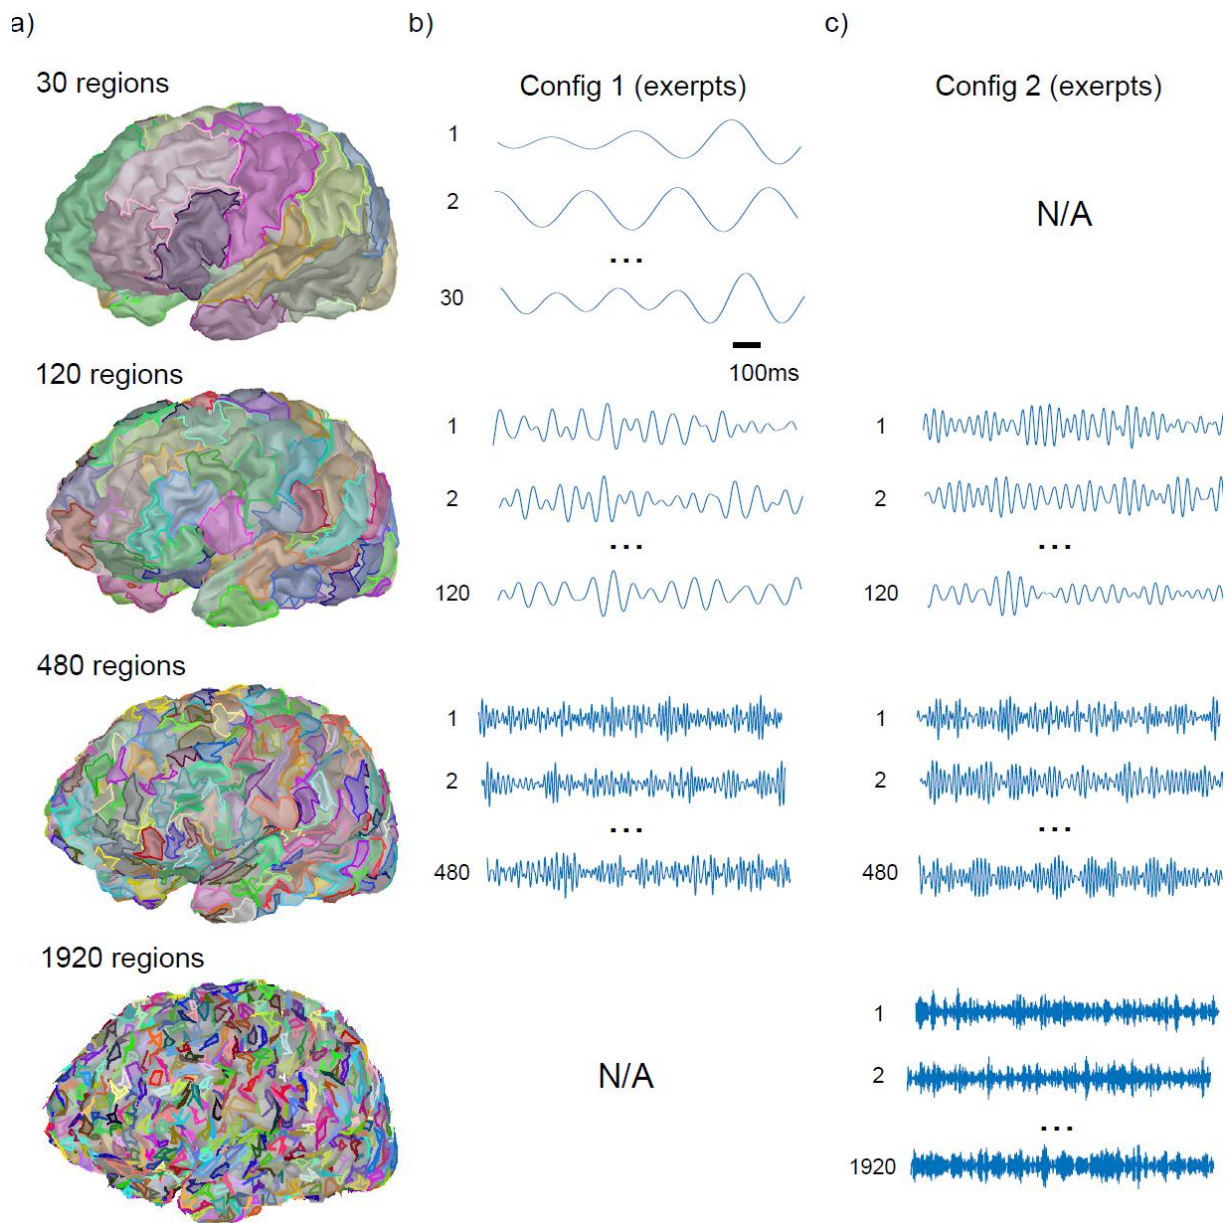 a)
b)
c)
30 regions
Config 1 (exerpts)
Config 2 (exerpts)
1
2
...
30
100ms
N/A
120 regions
1
2
...
120
1
2
...
120
480 regions
1
2
...
480
1
2
...
480
1920 regions
N/A
1
2
...
1920